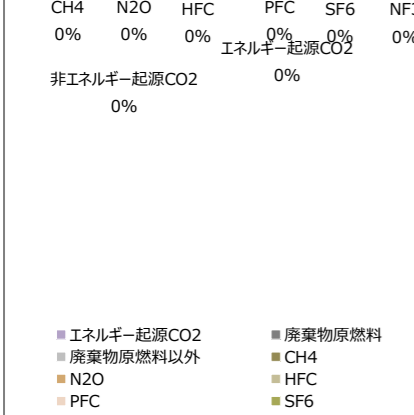 CH4 N2O HFC PFC SF6 NF3
0% 0% 0% 0% 0% 0%
エネルギー起源CO2
0%
非エネルギー起源CO2
0%
エネルギー起源CO2 廃棄物原燃料
廃棄物原燃料以外 CH4
N2O HFC
PFC SF6